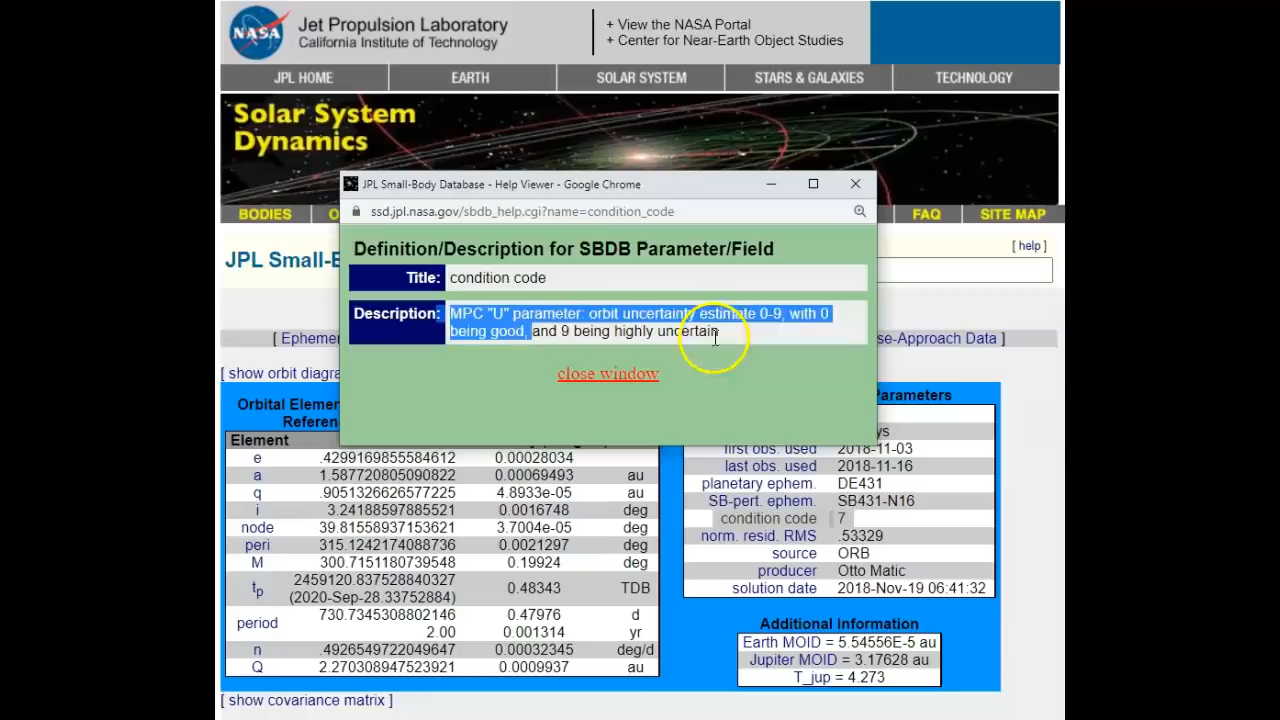 NASA
Jet Propulsion Laboratory
California Institute of Technology
+ View the NASA Portal
+ Center for Near-Earth Object Studies
JPL HOME
EARTH
SOLAR SYSTEM
STARS & GALAXIES
TECHNOLOGY
Solar System
Dynamics
JPL Small-Body Database - Help Viewer - Google Chrome
ssd.jpl.nasa.gov/sbdb_help.cgi?name=condition_code
BODIES
FAQ
SITE MAP
Definition/Description for SBDB Parameter/Field
Title: condition code
Description: MPC "U" parameter: orbit uncertainty estimate 0-9, with 0
being good, and 9 being highly uncertain
close window
[ help ]
JPL Small-B
[ Ephemer
se-Approach Data ]
[ show orbit diagra
Orbital Elemen
Referen
Element
e .4299169855584612 0.00028034
a 1.587720805090822 0.00069493 au
q .9051326626577225 4.8933e-05 au
i 3.24188597885521 0.0016748 deg
node 39.81558937153621 3.7004e-05 deg
peri 315.1242174088736 0.0021297 deg
M 300.7151180739548 0.19924 deg
tp 2459120.837528840327 0.48343 TDB
(2020-Sep-28.33752884)
period 730.7345308802146 0.47976 d
2.00 0.001314 yr
n .4926549722049647 0.00032345 deg/d
Q 2.270308947523921 0.0009937 au
[ show covariance matrix ]
Parameters
ys
first obs. used 2018-11-03
last obs. used 2018-11-16
planetary ephem. DE431
SB-pert. ephem. SB431-N16
condition code 7
norm. resid. RMS .53329
source ORB
producer Otto Matic
solution date 2018-Nov-19 06:41:32
Additional Information
Earth MOID = 5.54556E-5 au
Jupiter MOID = 3.17628 au
T_jup = 4.273